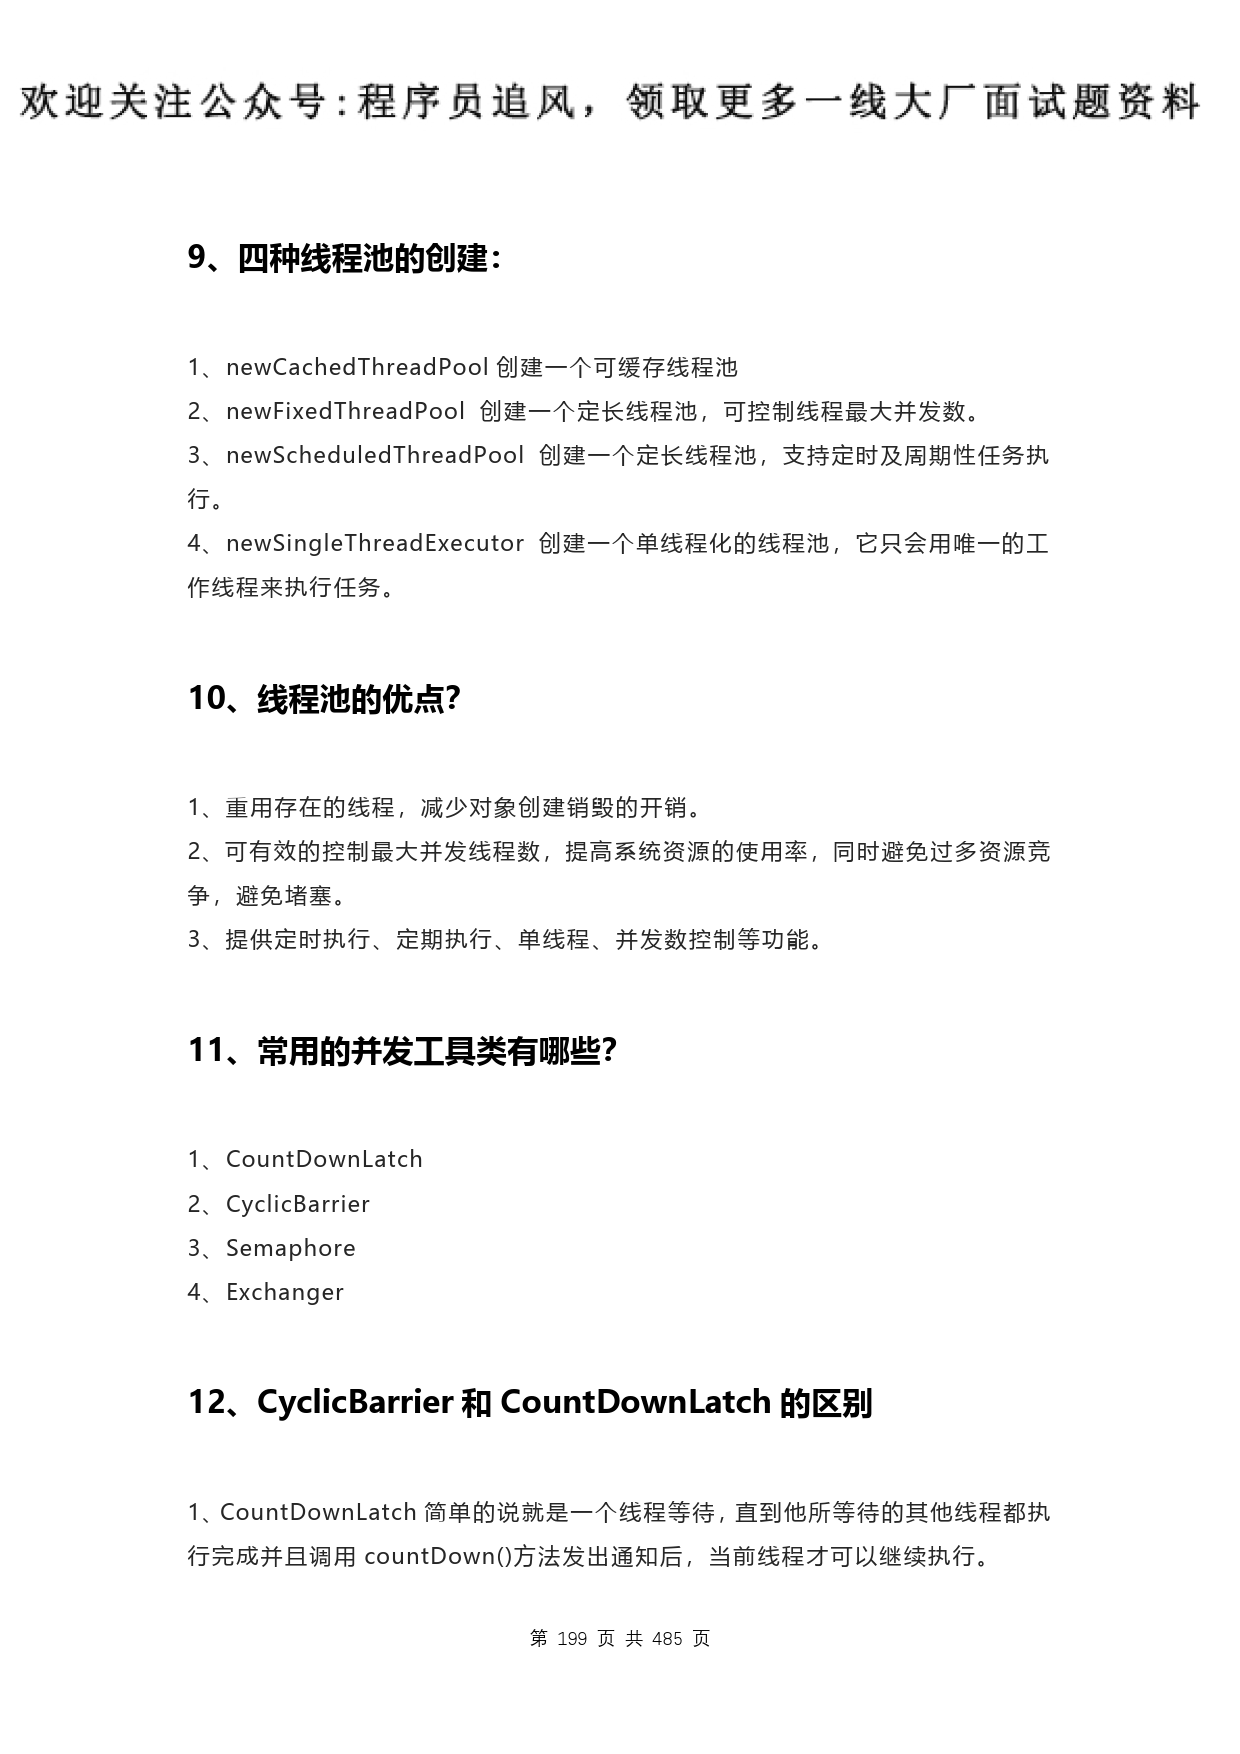 欢迎关注公众号:程序员追风，领取更多一线大厂面试题资料
9、四种线程池的创建：
1、newCachedThreadPool 创建一个可缓存线程池
2、newFixedThreadPool 创建一个定长线程池，可控制线程最大并发数。
3、newScheduledThreadPool 创建一个定长线程池，支持定时及周期性任务执
行。
4、newSingleThreadExecutor 创建一个单线程化的线程池，它只会用唯一的工
作线程来执行任务。
10、线程池的优点？
1、重用存在的线程，减少对象创建销毁的开销。
2、可有效的控制最大并发线程数，提高系统资源的使用率，同时避免过多资源竞
争，避免堵塞。
3、提供定时执行、定期执行、单线程、并发数控制等功能。
11、常用的并发工具类有哪些？
1、CountDownLatch
2、CyclicBarrier
3、Semaphore
4、Exchanger
12、CyclicBarrier 和 CountDownLatch 的区别
1、CountDownLatch 简单的说就是一个线程等待，直到他所等待的其他线程都执
行完成并且调用 countDown()方法发出通知后，当前线程才可以继续执行。
第 199 页 共 485 页